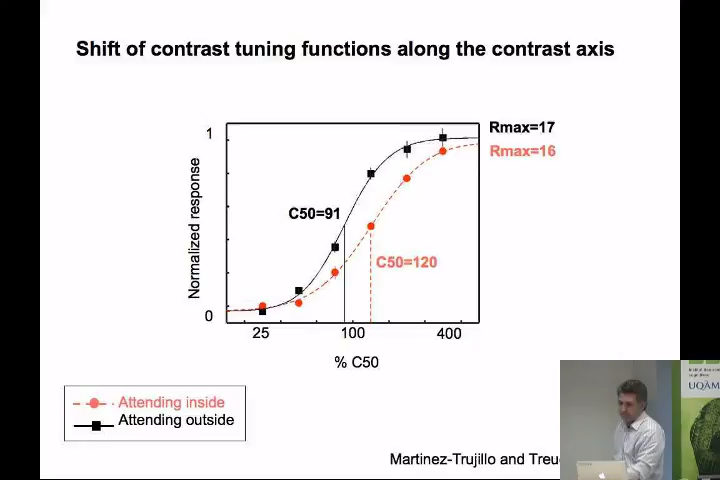 Shift of contrast tuning functions along the contrast axis
1
Rmax=17
Rmax=16
C50=91
Normalized response
C50=120
0
25
100
400
% C50
UQÀM
Attending inside
Attending outside
Martinez-Trujillo and Treu